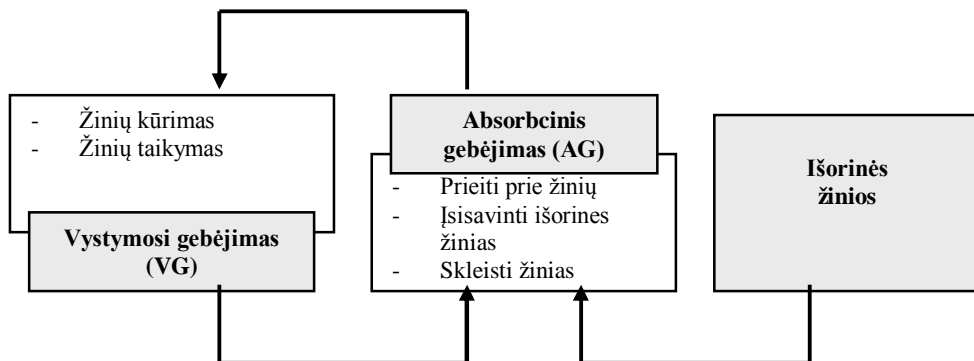 - Žinių kūrimas
- Žinių taikymas
Vystymosi gebėjimas
(VG)
Absorbcinis
gebėjimas (AG)
- Prieiti prie žinių
- Įsisavinti išorines
žinias
- Skleisti žinias
Išorinės
žinios